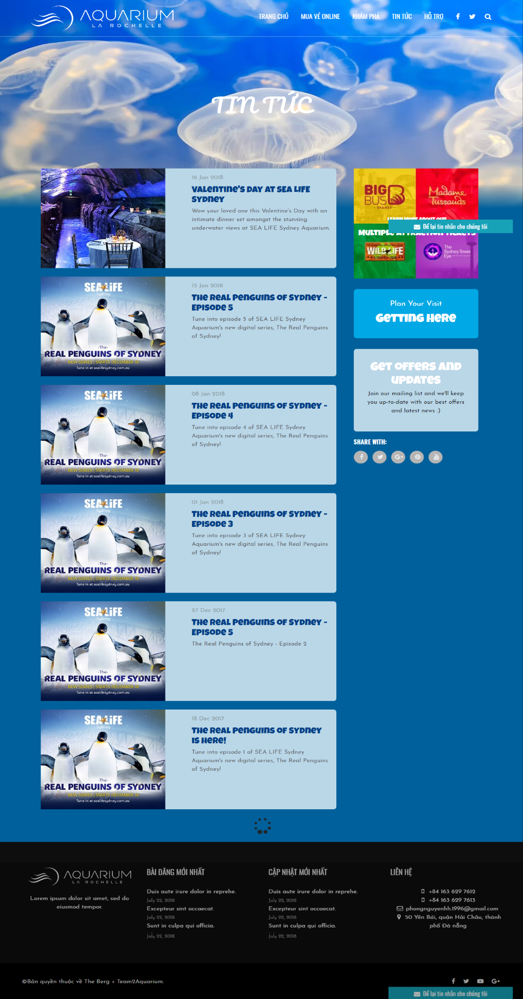 AQUARIUM
LA ROCHELLE
TRANG CHỦ
MUA VÉ ONLINE
KHÁM PHÁ
TIN TỨC
HỖ TRỢ
TIN TỨC
16 Jan 2018
Valentine's Day at SEA LIFE
Sydney
Wow your loved one this Valentine's Day with an
intimate dinner set amongst the stunning
underwater views at SEA LIFE Sydney Aquarium.
SEA LiFE
Sydney
-The-
REAL PENGUINS OF SYDNEY
NEW SERIES | STARTS DECEMBER 18
Tune in at sealifesydney.com.au
15 Jan 2018
The Real Penguins of Sydney -
Episode 5
Tune into episode 5 of SEA LIFE Sydney
Aquarium's new digital series, The Real Penguins
of Sydney!
SEA LiFE
Sydney
-The-
REAL PENGUINS OF SYDNEY
NEW SERIES | STARTS DECEMBER 18
Tune in at sealifesydney.com.au
08 Jan 2018
The Real Penguins of Sydney -
Episode 4
Tune into episode 4 of SEA LIFE Sydney
Aquarium's new digital series, The Real Penguins
of Sydney!
SEA LiFE
Sydney
-The-
REAL PENGUINS OF SYDNEY
NEW SERIES | STARTS DECEMBER 18
Tune in at sealifesydney.com.au
01 Jan 2018
The Real Penguins of Sydney -
Episode 3
Tune into episode 3 of SEA LIFE Sydney
Aquarium's new digital series, The Real Penguins
of Sydney!
SEA LiFE
Sydney
-The-
REAL PENGUINS OF SYDNEY
NEW SERIES | STARTS DECEMBER 18
Tune in at sealifesydney.com.au
27 Dec 2017
The Real Penguins of Sydney -
Episode 5
The Real Penguins of Sydney - Episode 2
SEA LiFE
Sydney
-The-
REAL PENGUINS OF SYDNEY
NEW SERIES | STARTS DECEMBER 18
Tune in at sealifesydney.com.au
18 Dec 2017
The Real Penguins of Sydney
is Here!
Tune into episode 1 of SEA LIFE Sydney
Aquarium's new digital series, The Real Penguins
of Sydney!
BIG
BUS
SYDNEY
Madame
Tussauds
LEARN MORE ABOUT OUR
MULTIPLE ATTRACTION TICKETS
WILD LIFE
SYDNEY ZOO
The
Sydney Tower
Eye
Để lại tin nhắn cho chúng tôi
Plan Your Visit
Getting Here
Get offers and
updates
Join our mailing list and we'll keep
you up-to-date with our best offers
and latest news :)
SHARE WITH:
AQUARIUM
LA ROCHELLE
Lorem ipsum dolor sit amet, sed do
eiusmod tempor.
BÀI ĐĂNG MỚI NHẤT
Duis aute irure dolor in reprehe.
July 22, 2018
Excepteur sint occaecat.
July 22, 2018
Sunt in culpa qui officia.
July 22, 2018
CẬP NHẬT MỚI NHẤT
Duis aute irure dolor in reprehe.
July 22, 2018
Excepteur sint occaecat.
July 22, 2018
Sunt in culpa qui officia.
July 22, 2018
LIÊN HỆ
+84 163 629 7612
+84 163 629 7613
phongnguyenhh.1996@gmail.com
50 Yên Bái, quận Hải Châu, thành
phố Đà nẵng
©Bản quyền thuộc về The Berg + Team2Aquarium.
Để lại tin nhắn cho chúng tôi